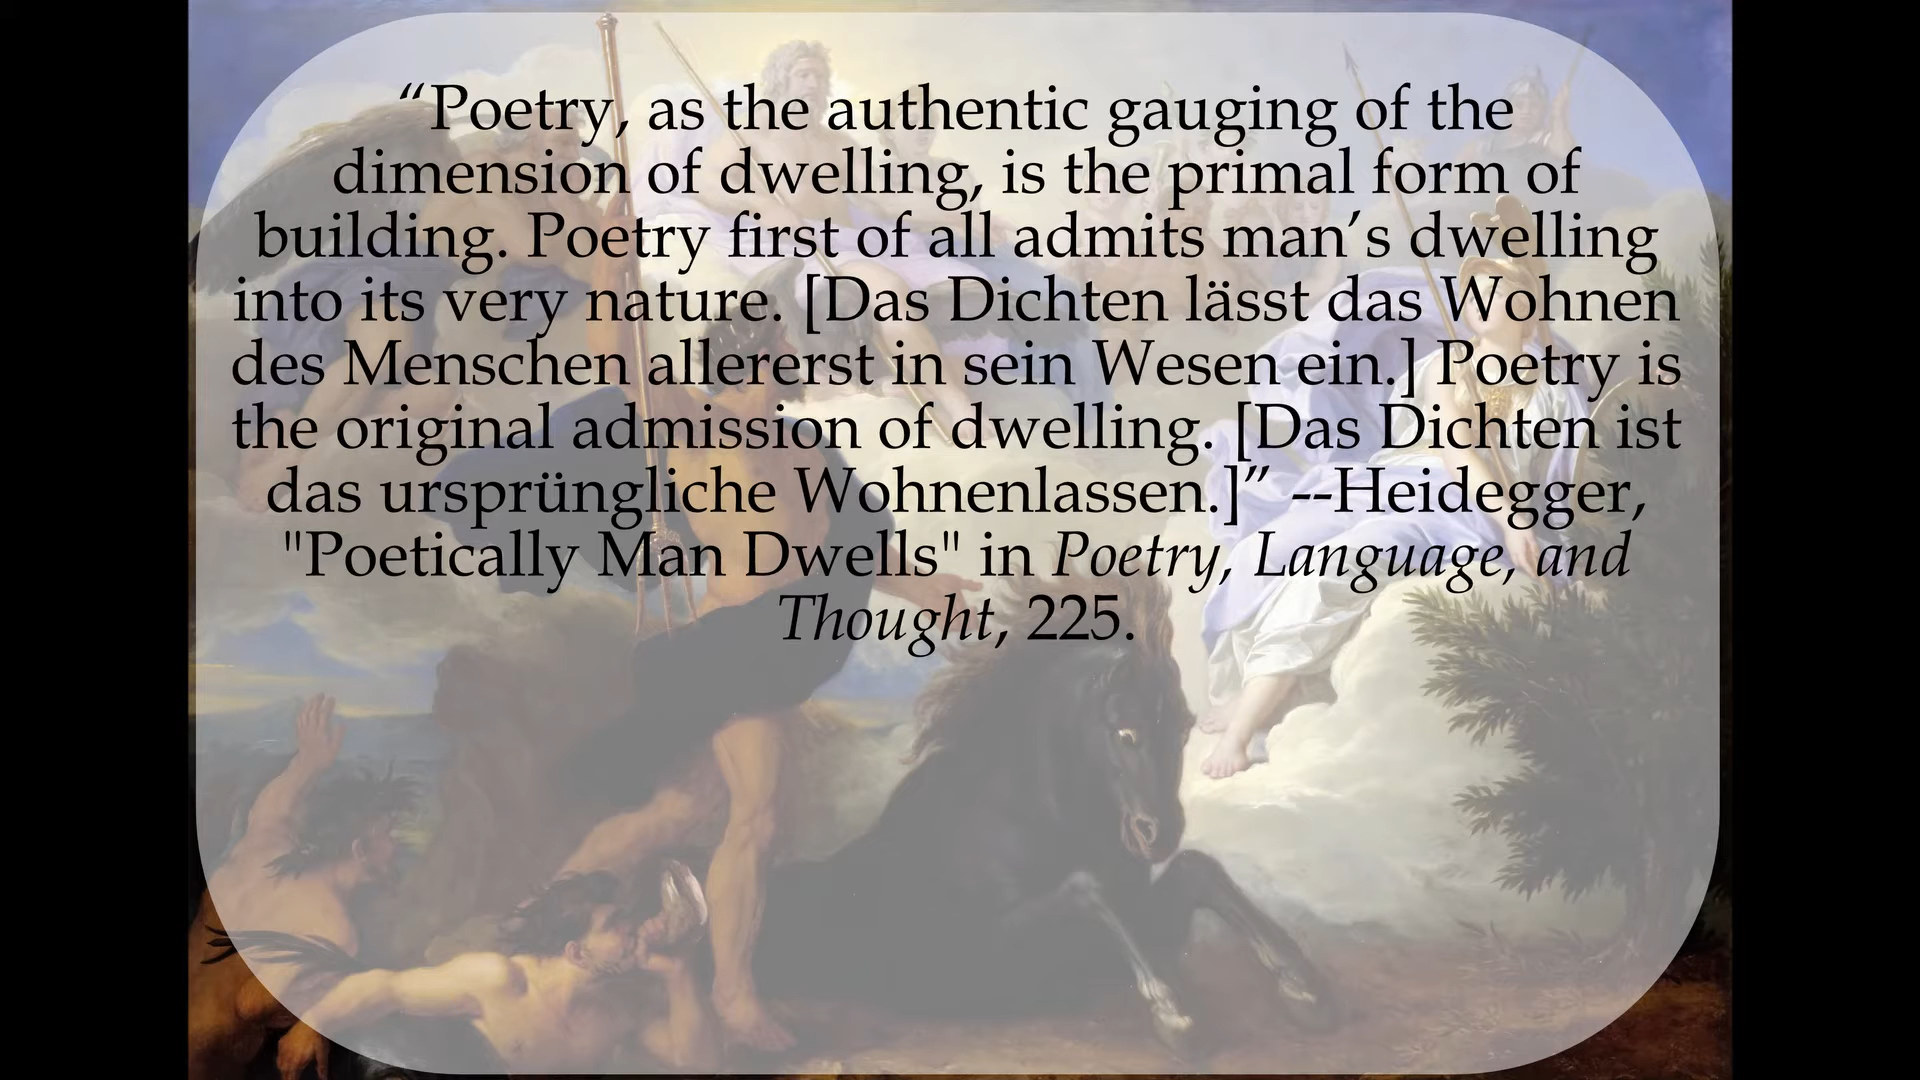 “Poetry, as the authentic gauging of the
dimension of dwelling, is the primal form of
building. Poetry first of all admits man’s dwelling
into its very nature. [Das Dichten lässt das Wohnen
des Menschen allererst in sein Wesen ein.] Poetry is
the original admission of dwelling. [Das Dichten ist
das ursprüngliche Wohnenlassen.]” --Heidegger,
"Poetically Man Dwells" in Poetry, Language, and
Thought, 225.